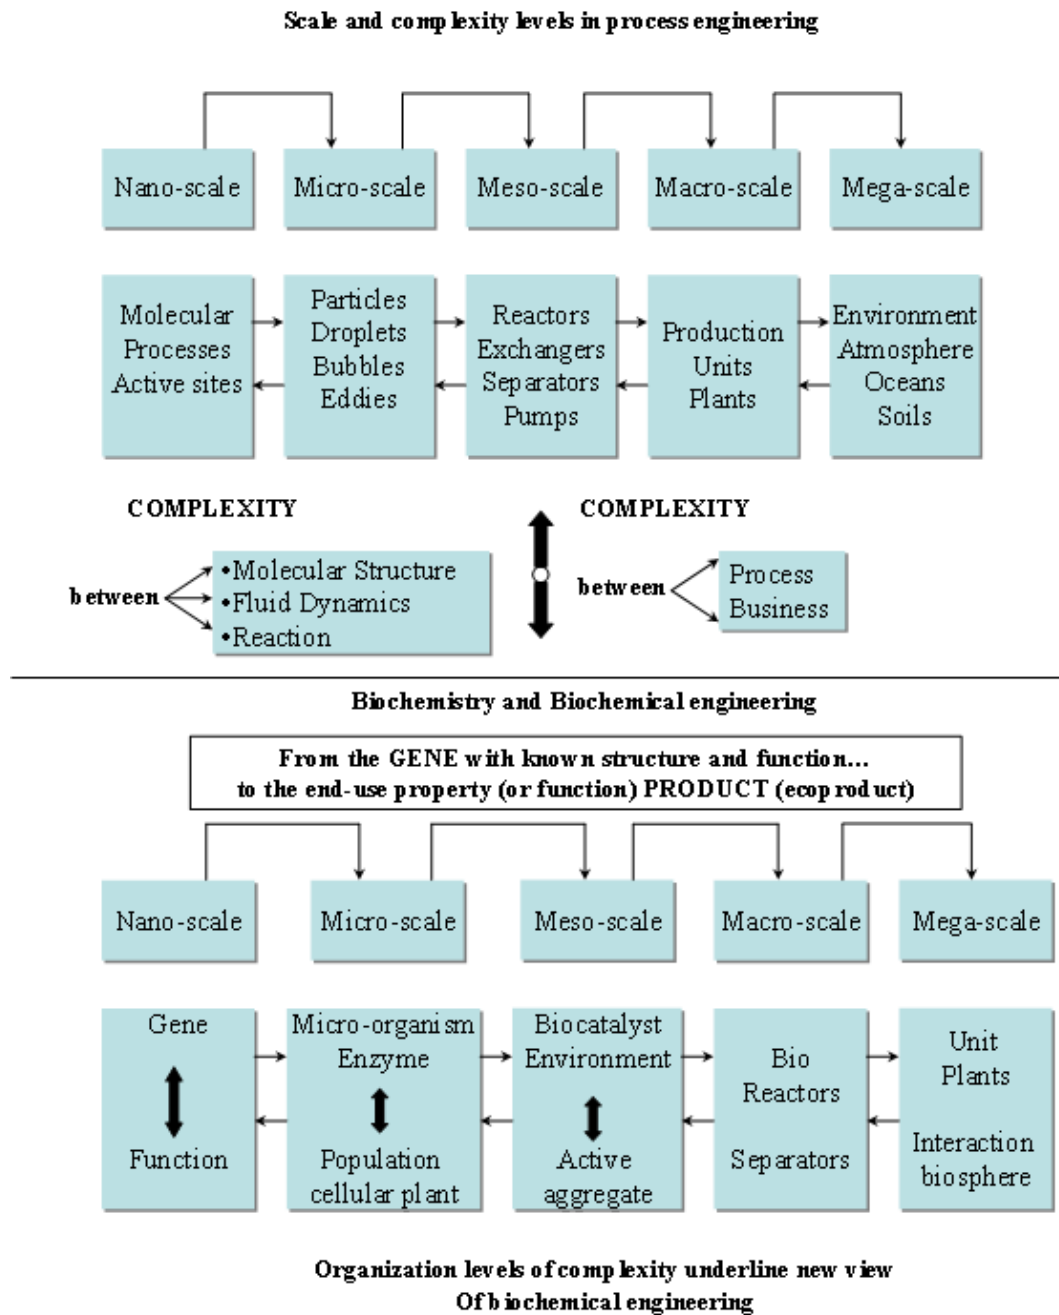 Scale and complexity levels in process engineering
Nano-scale
Micro-scale
Meso-scale
Macro-scale
Mega-scale
Molecular
Processes
Active sites
Particles
Droplets
Bubbles
Eddies
Reactors
Exchangers
Separators
Pumps
Production
Units
Plants
Environment
Atmosphere
Oceans
Soils
COMPLEXITY
between
•Molecular Structure
•Fluid Dynamics
•Reaction
COMPLEXITY
between
Process
Business
Biochemistry and Biochemical engineering
From the GENE with known structure and function...
to the end-use property (or function) PRODUCT (ecoproduct)
Nano-scale
Micro-scale
Meso-scale
Macro-scale
Mega-scale
Gene
Function
Micro-organism
Enzyme
Population
cellular plant
Biocatalyst
Environment
Active
aggregate
Bio
Reactors
Separators
Unit
Plants
Interaction
biosphere
Organization levels of complexity underline new view
Of biochemical engineering